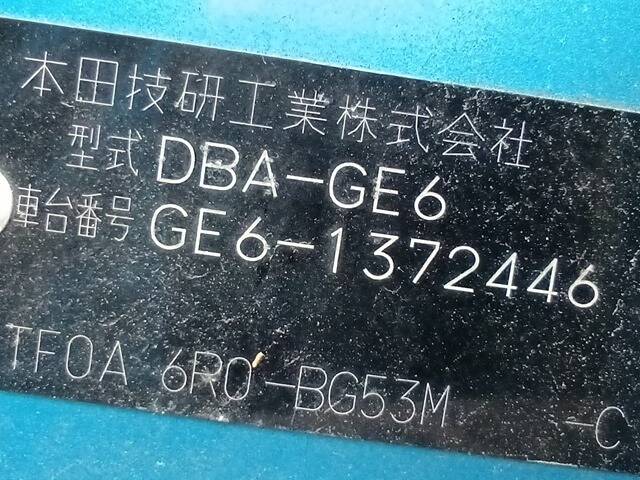 本田技研工業株式会社
型式 DBA-GE6
車台番号 GE6-1372446
TF0A 6R0-BG53M -C